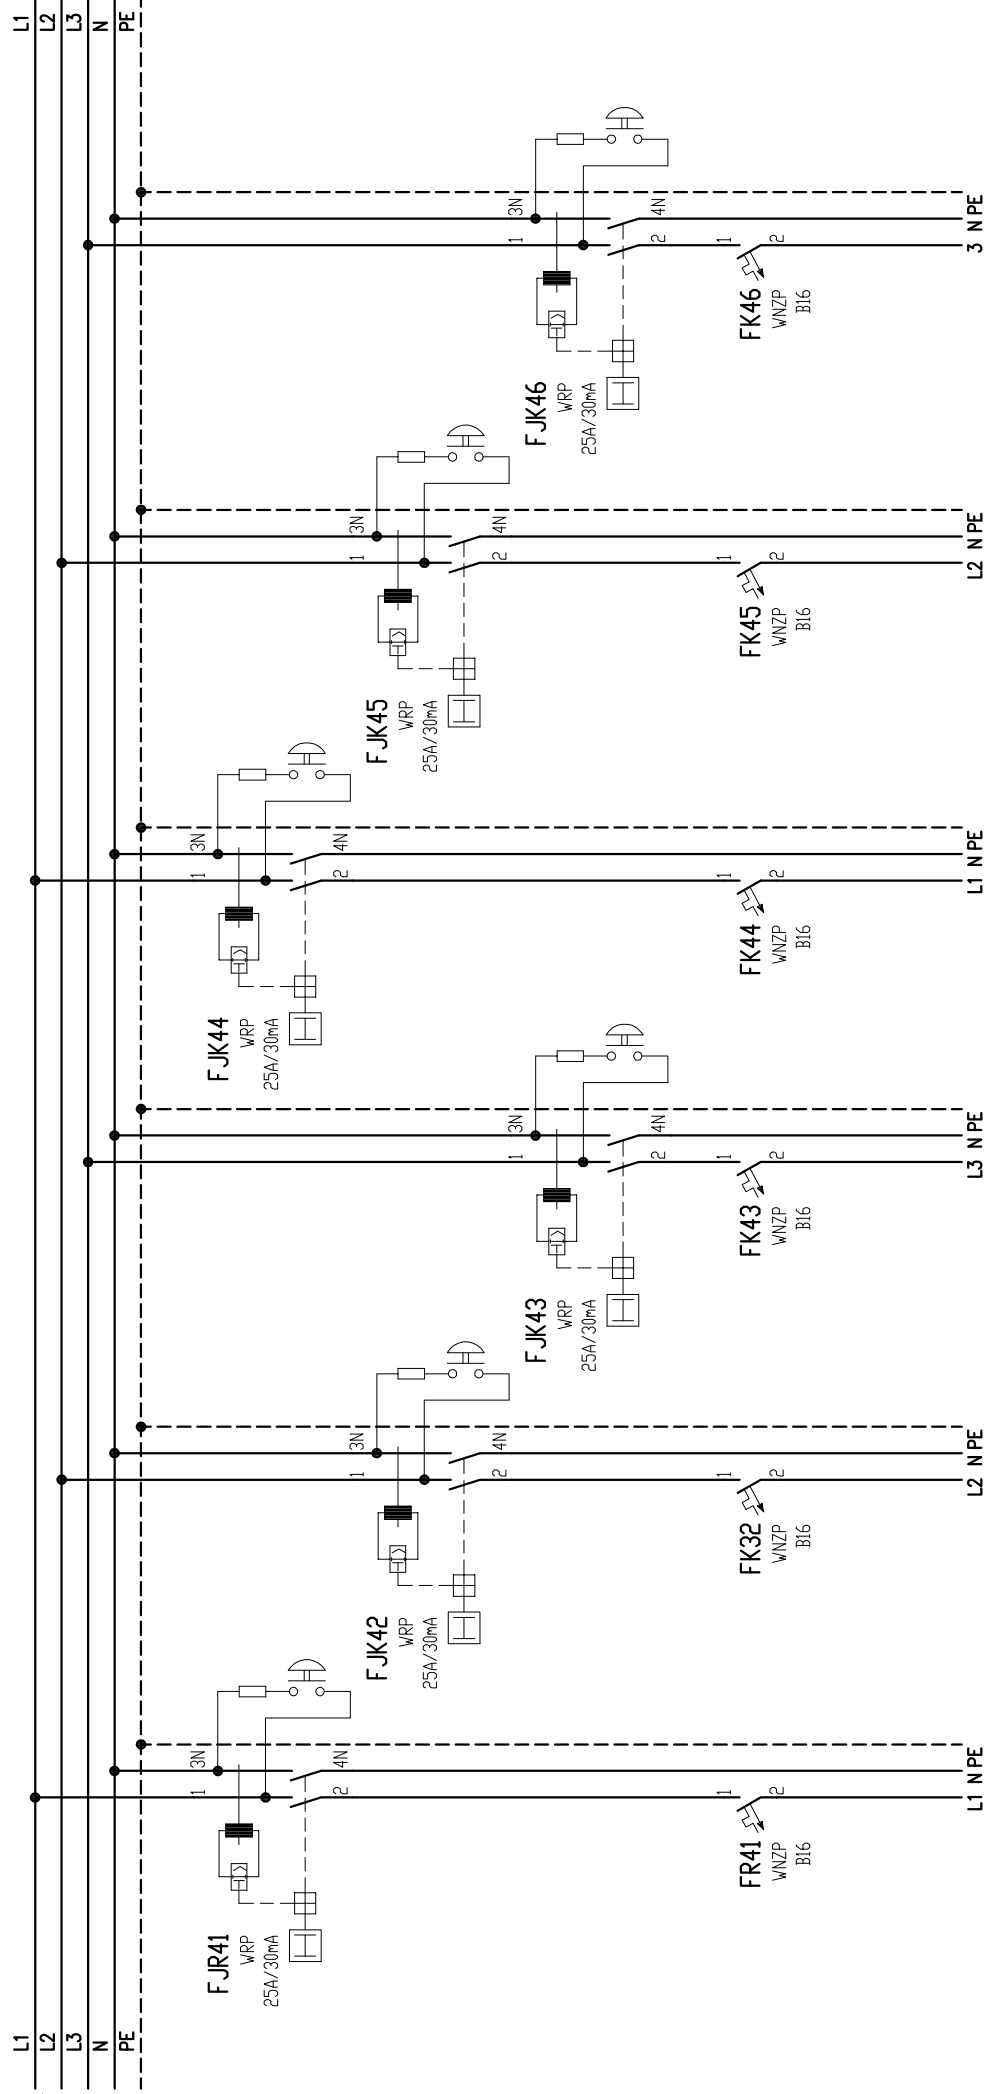 L1
L2
L3
N
PE
L1
L2
L3
N
PE
FJR41
WRP
25A/30mA
1
3N
2
4N
FR41
WNZP
B16
1
2
L1 N PE
FJK42
WRP
25A/30mA
1
3N
2
4N
FK32
WNZP
B16
1
2
L2 N PE
FJK43
WRP
25A/30mA
1
3N
2
4N
FK43
WNZP
B16
1
2
L3 N PE
FJK44
WRP
25A/30mA
1
3N
2
4N
FK44
WNZP
B16
1
2
L1 N PE
FJK45
WRP
25A/30mA
1
3N
2
4N
FK45
WNZP
B16
1
2
L2 N PE
FJK46
WRP
25A/30mA
1
3N
2
4N
FK46
WNZP
B16
1
2
3 N PE